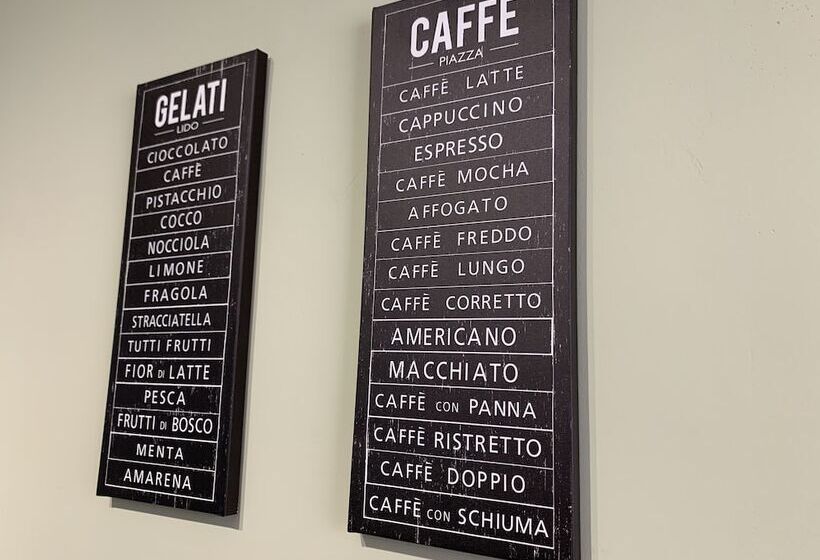 GELATI
LIDO
CIOCCOLATO
CAFFÈ
PISTACCHIO
COCCO
NOCCIOLA
LIMONE
FRAGOLA
STRACCIATELLA
TUTTI FRUTTI
FIOR DI LATTE
PESCA
FRUTTI DI BOSCO
MENTA
AMARENA
CAFFÈ
PIAZZA
CAFFÈ LATTE
CAPPUCCINO
ESPRESSO
CAFFÈ MOCHA
AFFOGATO
CAFFÈ FREDDO
CAFFÈ LUNGO
CAFFÈ CORRETTO
AMERICANO
MACCHIATO
CAFFÈ CON PANNA
CAFFÈ RISTRETTO
CAFFÈ DOPPIO
CAFFÈ CON SCHIUMA